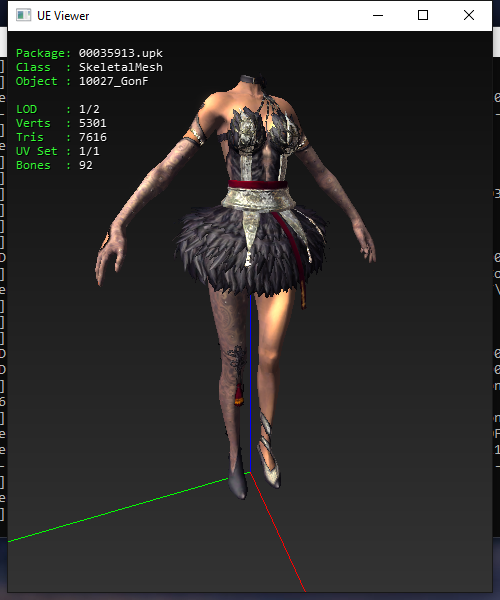 UE Viewer
Package: 00035913.upk
Class : SkeletalMesh
Object : 10027_GonF
LOD : 1/2
Verts : 5301
Tris : 7616
UV Set : 1/1
Bones : 92